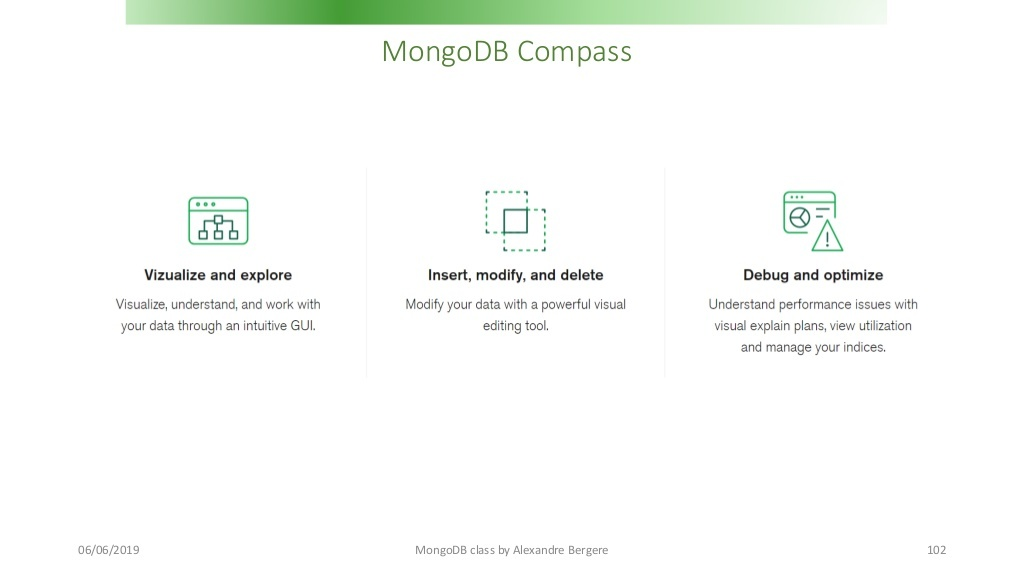 MongoDB Compass
Vizualize and explore
Visualize, understand, and work with
your data through an intuitive GUI.
Insert, modify, and delete
Modify your data with a powerful visual
editing tool.
Debug and optimize
Understand performance issues with
visual explain plans, view utilization
and manage your indices.
06/06/2019
MongoDB class by Alexandre Bergere
102